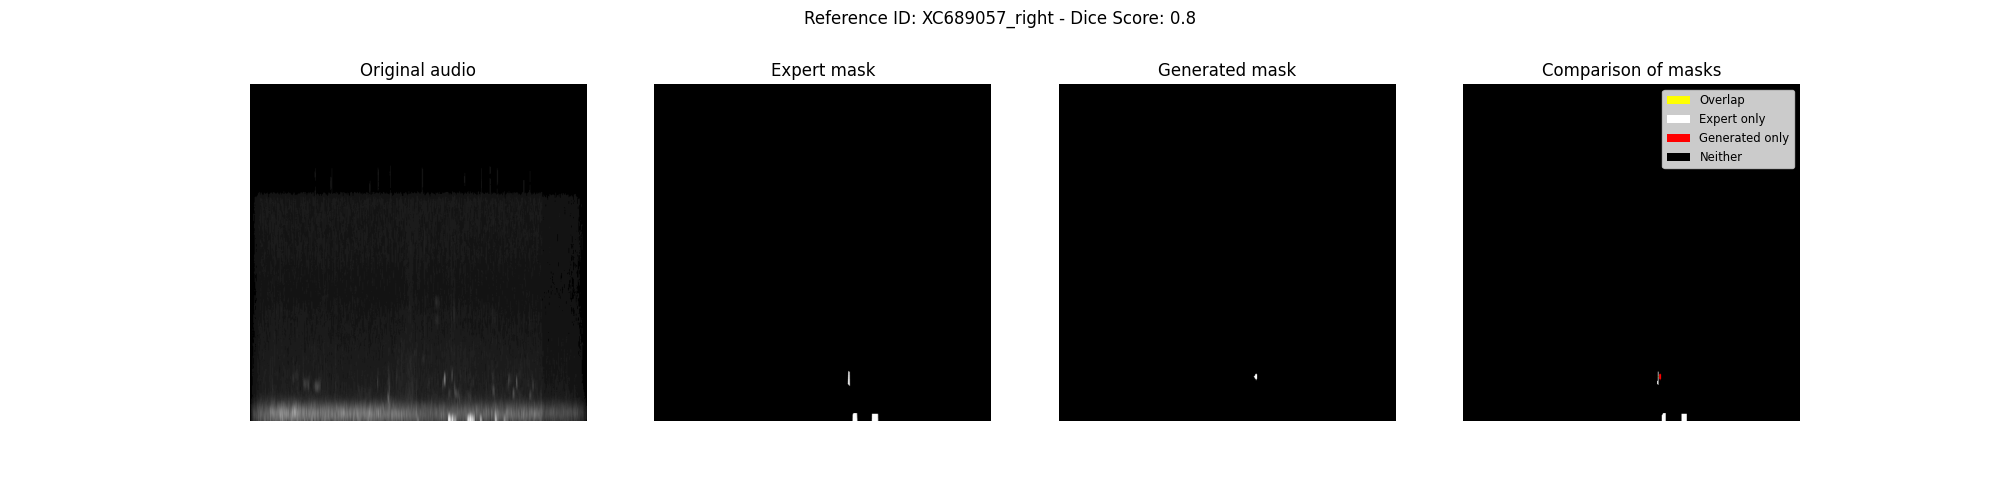 Reference ID: XC689057_right - Dice Score: 0.8
Original audio
Expert mask
Generated mask
Comparison of masks
Overlap
Expert only
Generated only
Neither